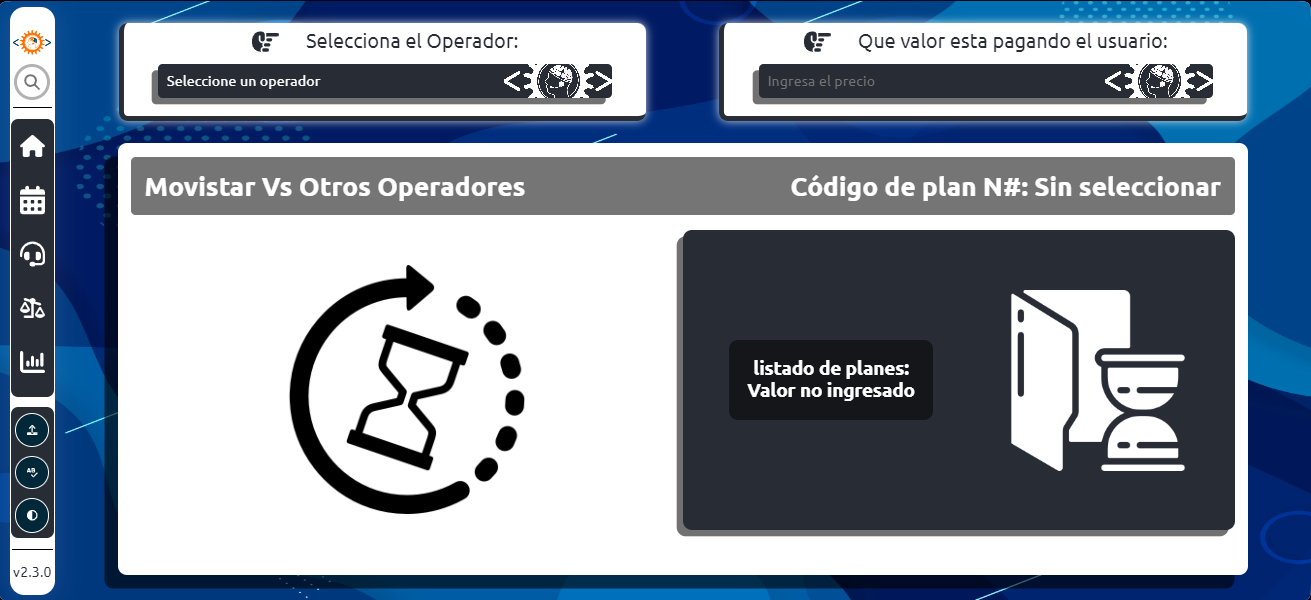 Selecciona el Operador:
Seleccione un operador
Que valor esta pagando el usuario:
Ingresa el precio
Movistar Vs Otros Operadores
Código de plan N#: Sin seleccionar
listado de planes:
Valor no ingresado
AB
v2.3.0